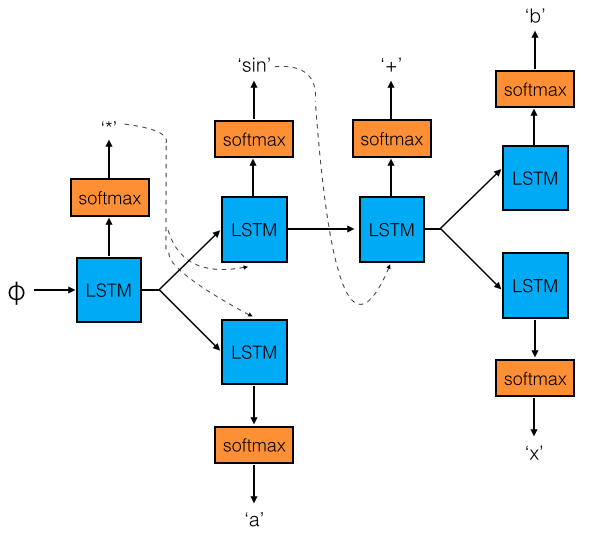 ϕ
LSTM
softmax
‘*’
LSTM
softmax
‘sin’
LSTM
softmax
‘a’
LSTM
softmax
‘+’
LSTM
softmax
‘b’
LSTM
softmax
‘x’